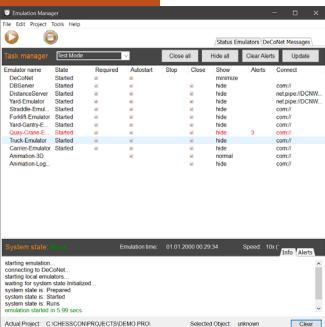 Emulation Manager
File Edit Project Tools Help
Status Emulators DeCoNet Messages
Task manager Test Mode Close all Hide all Clear Alerts Update
Emulator name State Required Autostart Stop Close Show Alerts Connect
DeCoNet Started minimize
DBServer Started hide com://
DistanceServer Started hide net.pipe://DCNW...
Yard-Emulator Started hide net.pipe://DCNW...
Straddle-Emul... Started hide com://
Forklift-Emulator Started hide com://
Yard-Gantry-E... Started hide com://
Quay-Crane-E... Started hide 3 com://
Truck-Emulator Started hide com://
Carrier-Emulator Started hide com://
Animation-3D normal com://
Animation-Log... hide com://
System state: Emulation time: 01.01.2000 00:29:34 Speed: 10x
Info Alerts
starting emulation...
connecting to DeCoNet...
starting local emulators...
waiting for system state Initialized...
system state is: Prepared
system state is: Started
system state is: Runs
emulation started in 5.99 secs
Actual Project: C:\CHESSCON\PROJECTS\DEMO.PRO\ Selected Object: unknown Clear